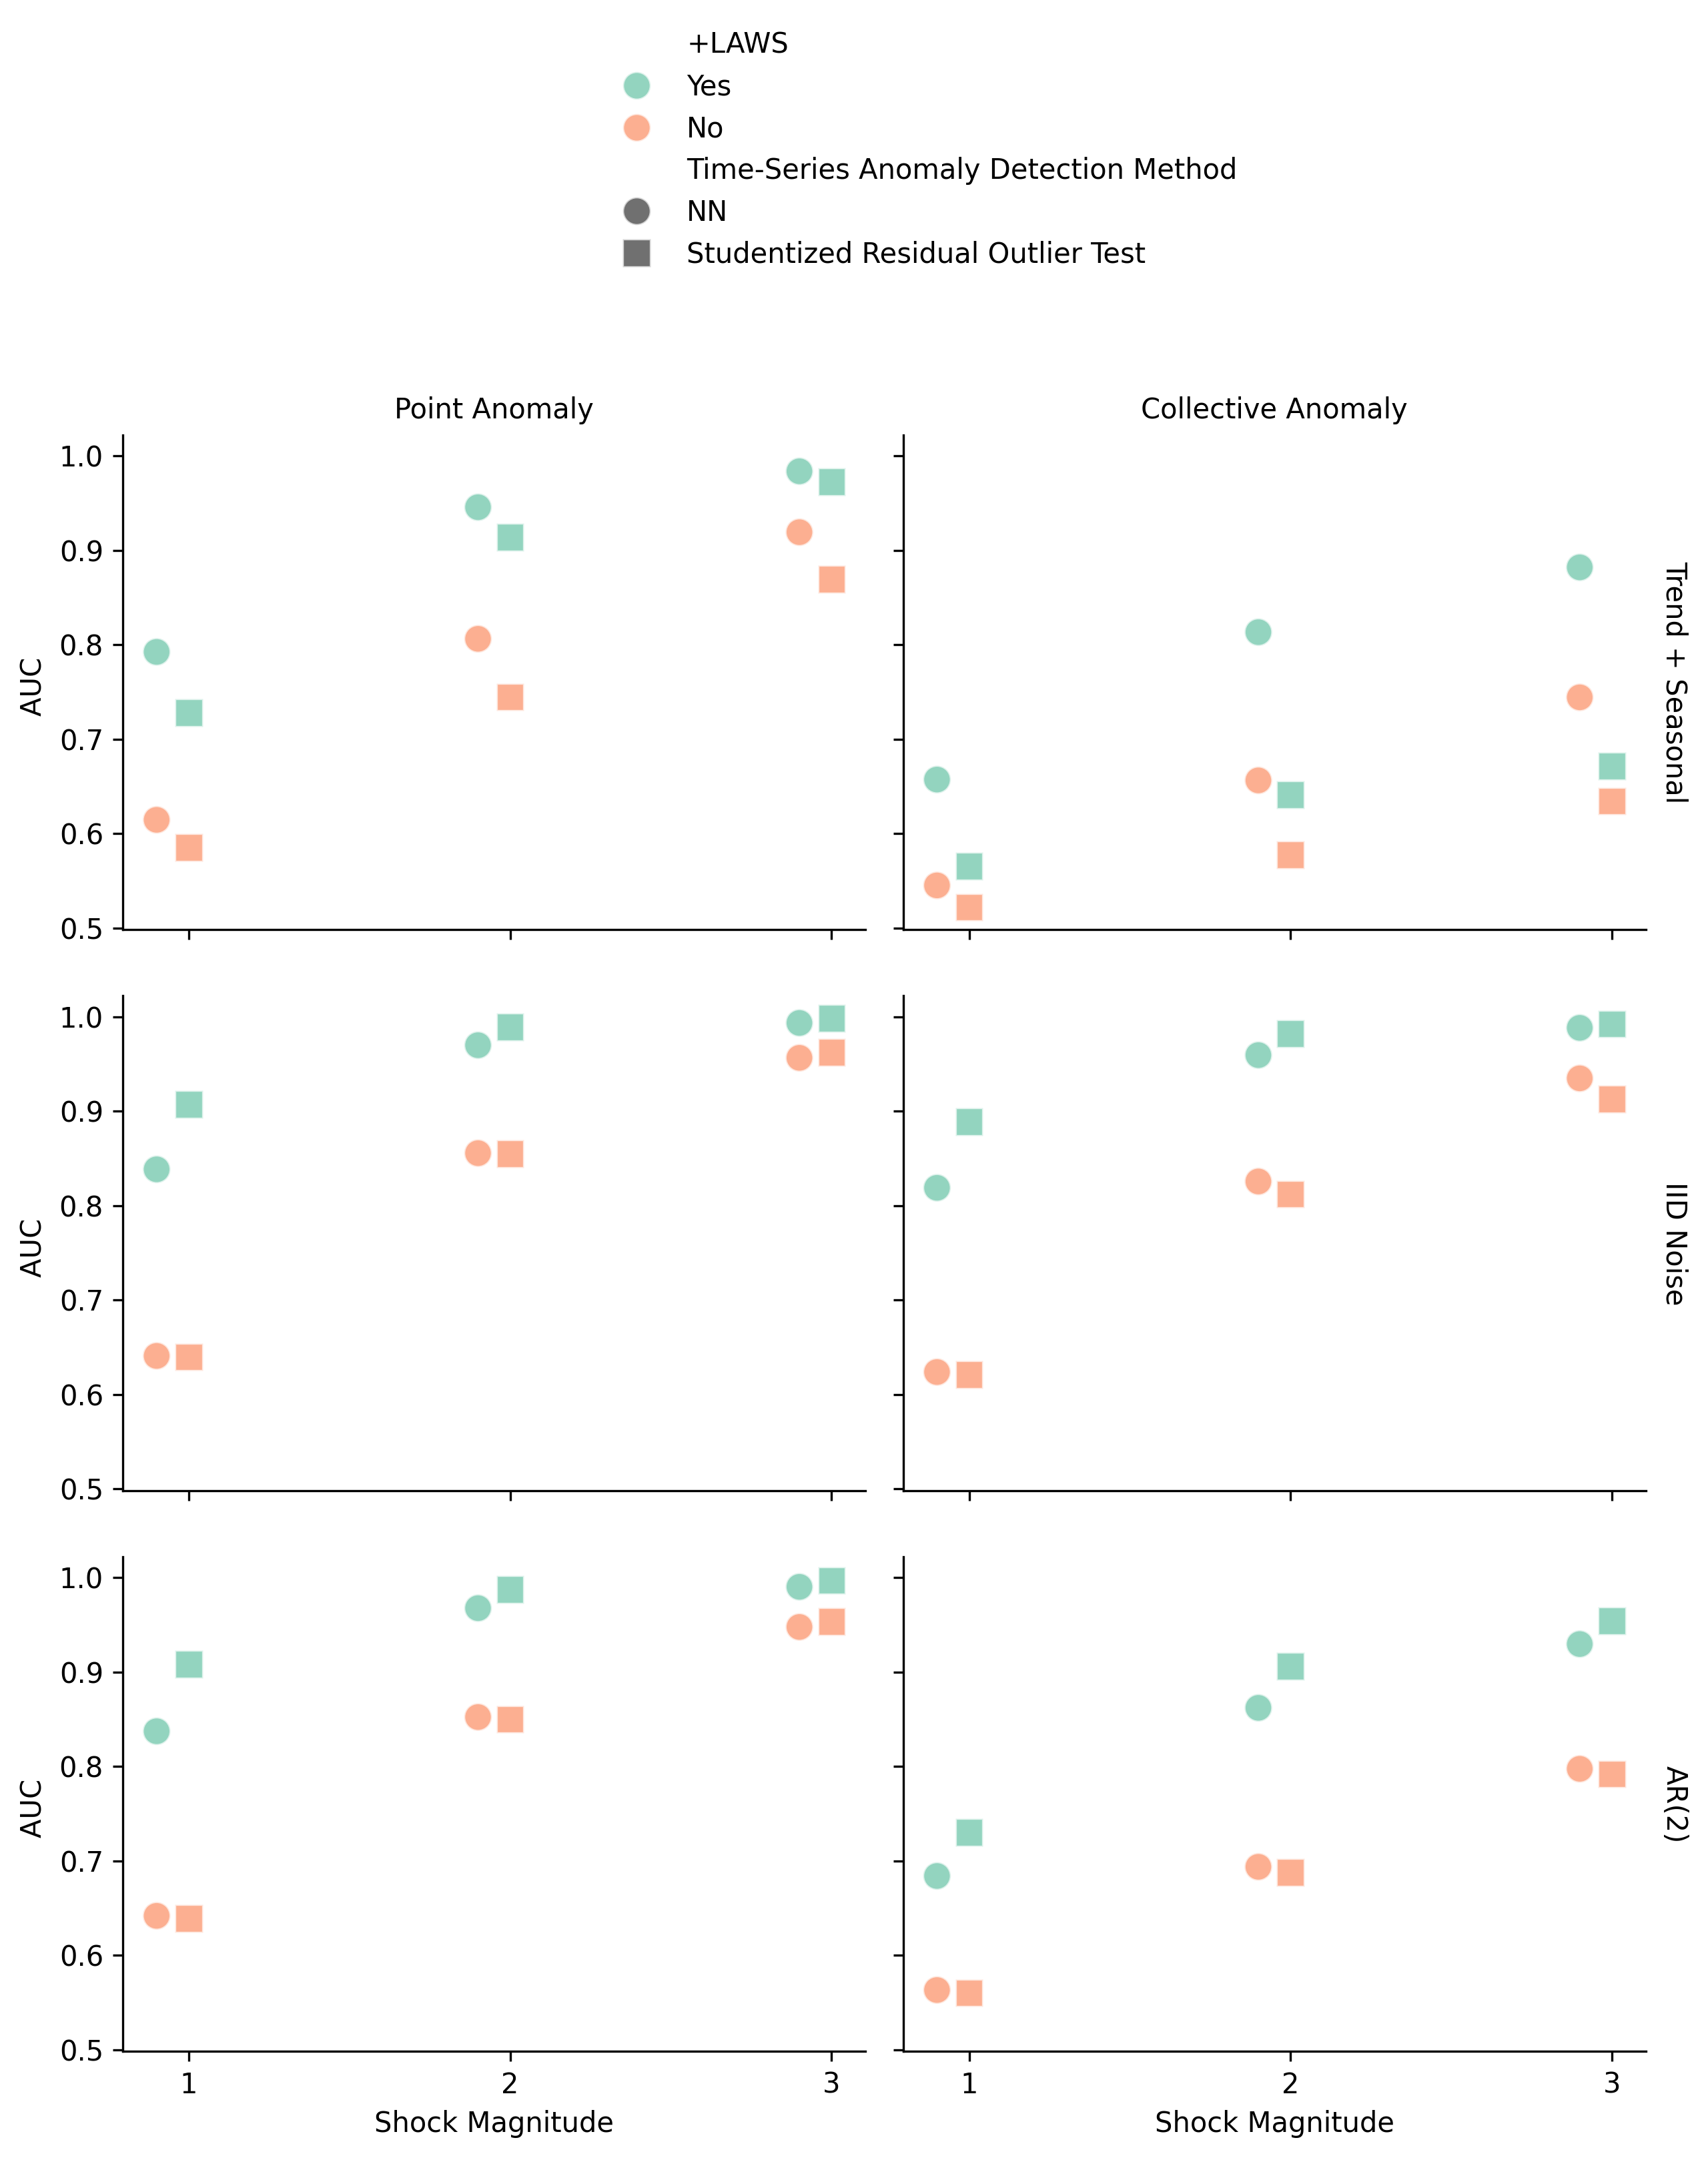 +LAWS
Yes
No
Time-Series Anomaly Detection Method
NN
Studentized Residual Outlier Test
Point Anomaly
Collective Anomaly
1.0
0.9
0.8
0.7
0.6
0.5
AUC
Trend + Seasonal
1.0
0.9
0.8
0.7
0.6
0.5
AUC
IID Noise
1.0
0.9
0.8
0.7
0.6
0.5
AUC
AR(2)
1
2
3
1
2
3
Shock Magnitude
Shock Magnitude